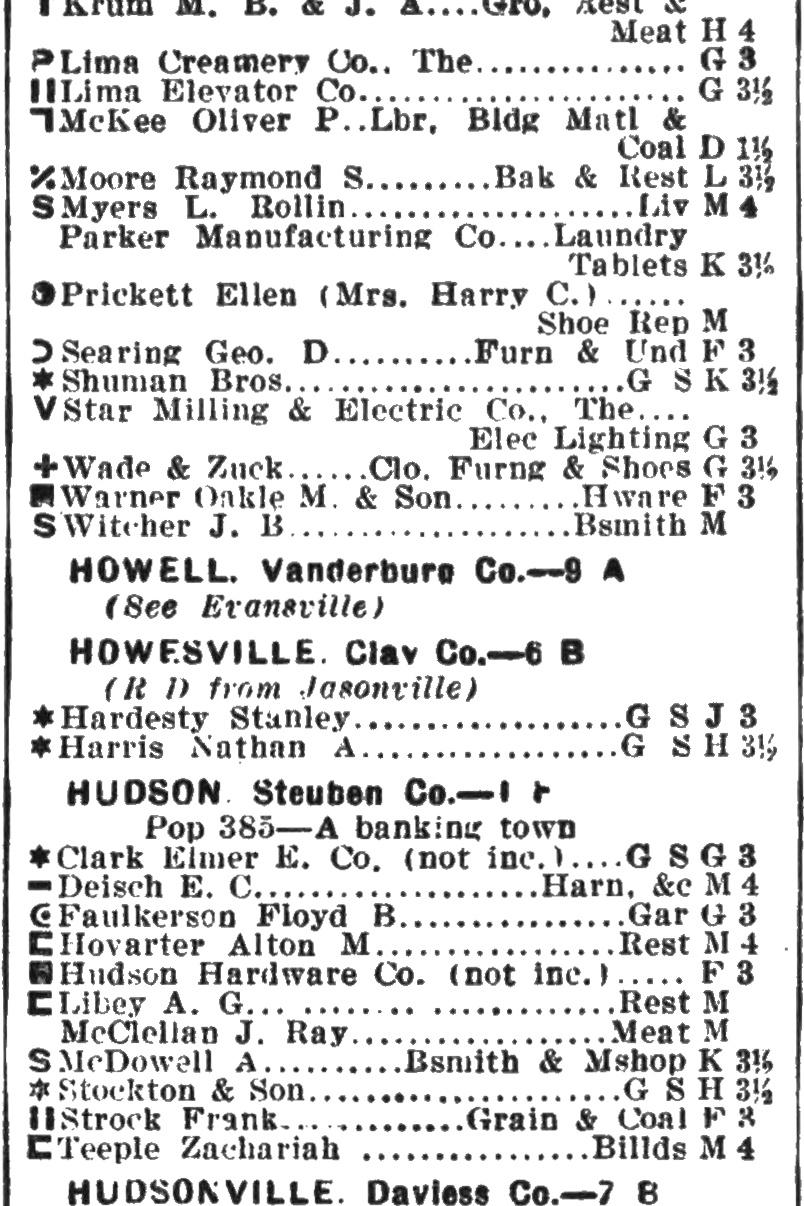 Krum M. B. & J. A....Gro, Rest &
Meat H 4
Lima Creamery Co., The................ G 3
Lima Elevator Co........................ G 3½
McKee Oliver P..Lbr, Bldg Matl &
Coal D 1½
Moore Raymond S.........Bak & Rest L 3½
S Myers L. Rollin....................Liv M 4
Parker Manufacturing Co....Laundry
Tablets K 3½
Prickett Ellen (Mrs. Harry C.)......
Shoe Rep M
Searing Geo. D..........Furn & Und F 3
* Shuman Bros........................G S K 3½
V Star Milling & Electric Co., The....
Elec Lighting G 3
+ Wade & Zuck......Clo, Furng & Shoes G 3½
Warner Oakle M. & Son.........Hware F 3
S Witcher J. B....................Bsmith M
HOWELL. Vanderburg Co.—9 A
(See Evansville)
HOWESVILLE. Clay Co.—6 B
(R D from Jasonville)
* Hardesty Stanley...................G S J 3
* Harris Nathan A..................G S H 3½
HUDSON. Steuben Co.—1
Pop 385—A banking town
* Clark Elmer E. Co. (not inc.)....G S G 3
Deisch E. C....................Harn, &c M 4
Faulkerson Floyd B................Gar G 3
Hovarter Alton M.................Rest M 4
Hudson Hardware Co. (not inc.)..... F 3
Libey A. G... ........ .............Rest M
McClellan J. Ray..................Meat M
S McDowell A..........Bsmith & Mshop K 3½
* Stockton & Son......................G S H 3½
Strock Frank.............Grain & Coal F 3
Teeple Zachariah ................Billds M 4
HUDSONVILLE. Daviess Co.—7 B